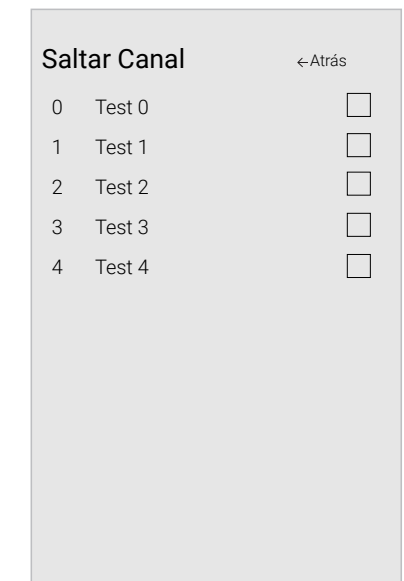 Saltar Canal ←Atrás
0 Test 0
1 Test 1
2 Test 2
3 Test 3
4 Test 4